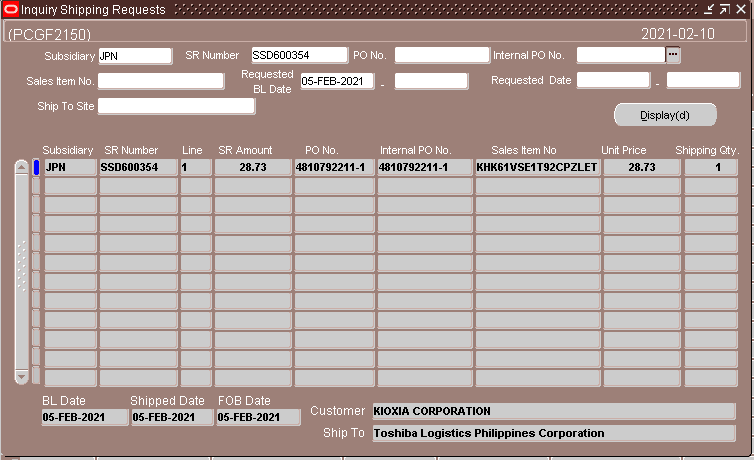 Inquiry Shipping Requests
(PCGF2150) 2021-02-10
Subsidiary JPN SR Number SSD600354 PO No. Internal PO No. ...
Sales Item No. Requested BL Date 05-FEB-2021 - Requested Date -
Ship To Site
Display(d)
Subsidiary SR Number Line SR Amount PO No. Internal PO No. Sales Item No Unit Price Shipping Qty.
JPN SSD600354 1 28.73 4810792211-1 4810792211-1 KHK61VSE1T92CPZLET 28.73 1
BL Date Shipped Date FOB Date
05-FEB-2021 05-FEB-2021 05-FEB-2021
Customer KIOXIA CORPORATION
Ship To Toshiba Logistics Philippines Corporation